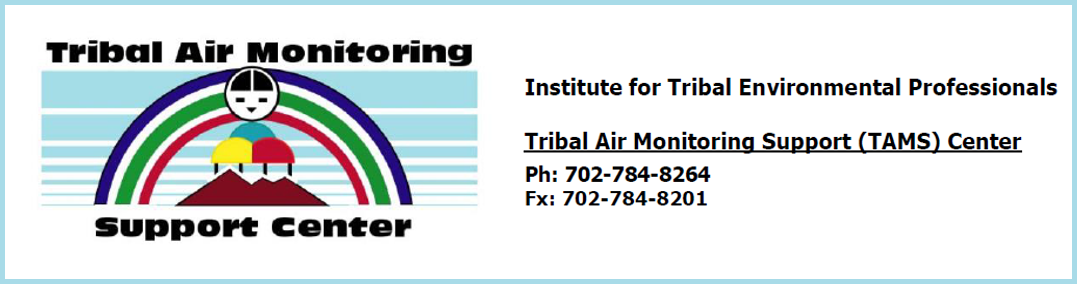 Tribal Air Monitoring
Support Center
Institute for Tribal Environmental Professionals
Tribal Air Monitoring Support (TAMS) Center
Ph: 702-784-8264
Fx: 702-784-8201